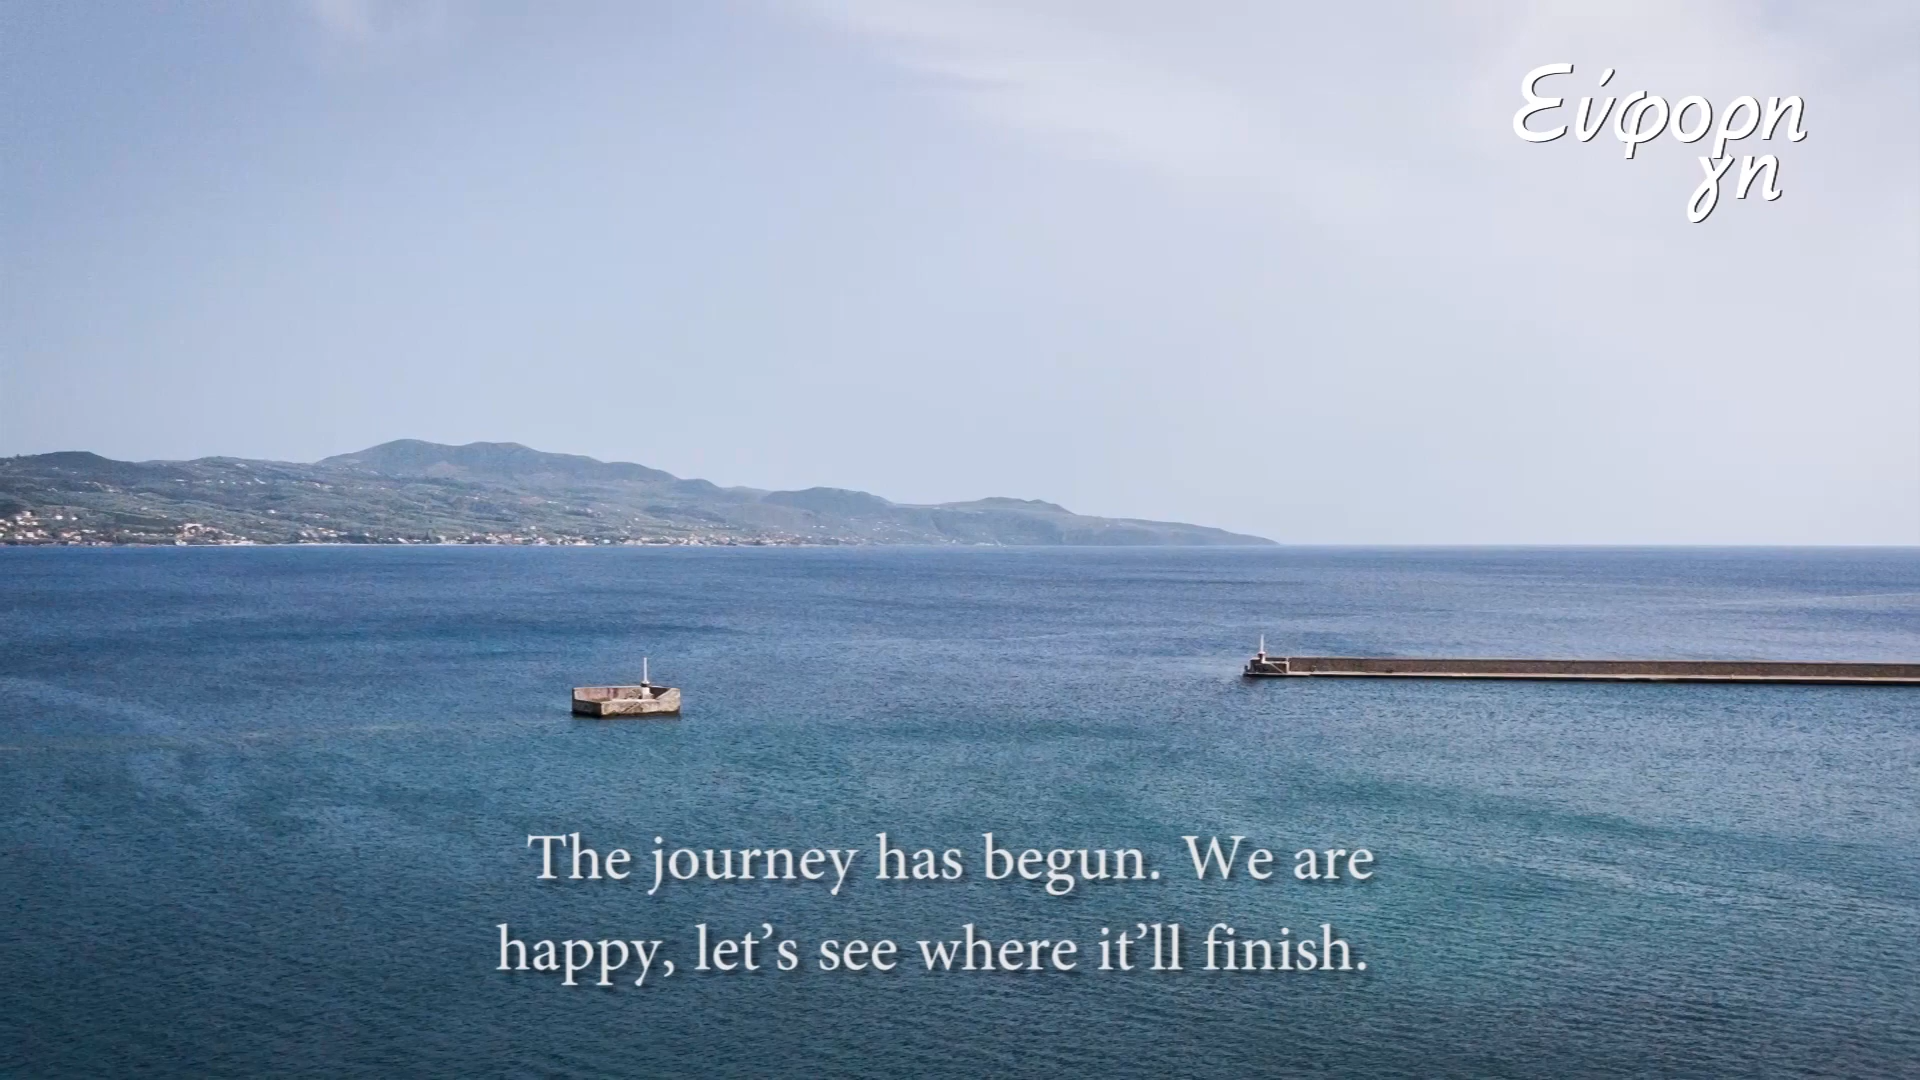 Εύφορη
γη
The journey has begun. We are
happy, let’s see where it’ll finish.